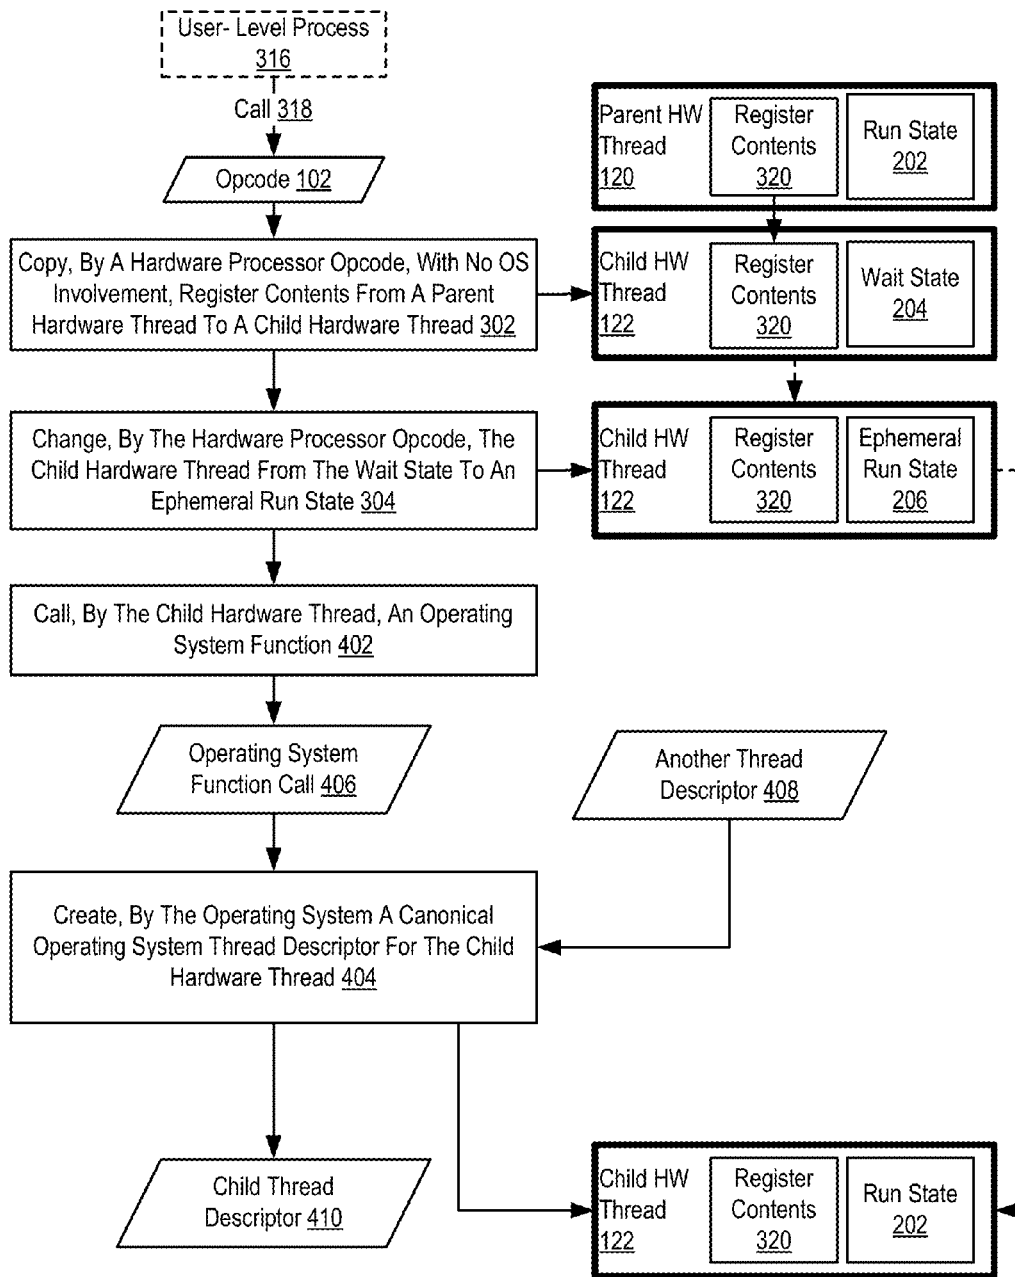 User- Level Process
316
Call 318
Opcode 102
Parent HW
Thread
120
Register
Contents
320
Run State
202
Copy, By A Hardware Processor Opcode, With No OS
Involvement, Register Contents From A Parent
Hardware Thread To A Child Hardware Thread 302
Child HW
Thread
122
Register
Contents
320
Wait State
204
Change, By The Hardware Processor Opcode, The
Child Hardware Thread From The Wait State To An
Ephemeral Run State 304
Child HW
Thread
122
Register
Contents
320
Ephemeral
Run State
206
Call, By The Child Hardware Thread, An Operating
System Function 402
Operating System
Function Call 406
Another Thread
Descriptor 408
Create, By The Operating System A Canonical
Operating System Thread Descriptor For The Child
Hardware Thread 404
Child Thread
Descriptor 410
Child HW
Thread
122
Register
Contents
320
Run State
202